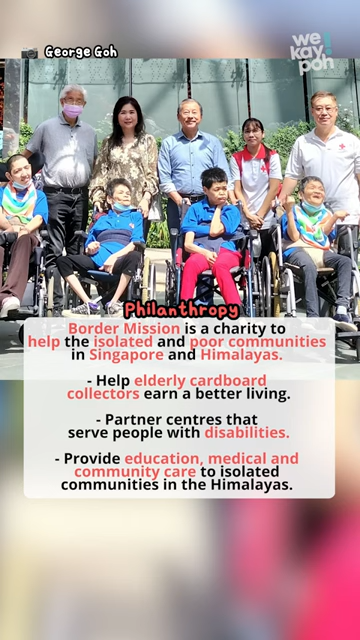 George Goh
we
kay
poh
Philanthropy
Border Mission is a charity to
help the isolated and poor communities
in Singapore and Himalayas.
- Help elderly cardboard
collectors earn a better living.
- Partner centres that
serve people with disabilities.
- Provide education, medical and
community care to isolated
communities in the Himalayas.